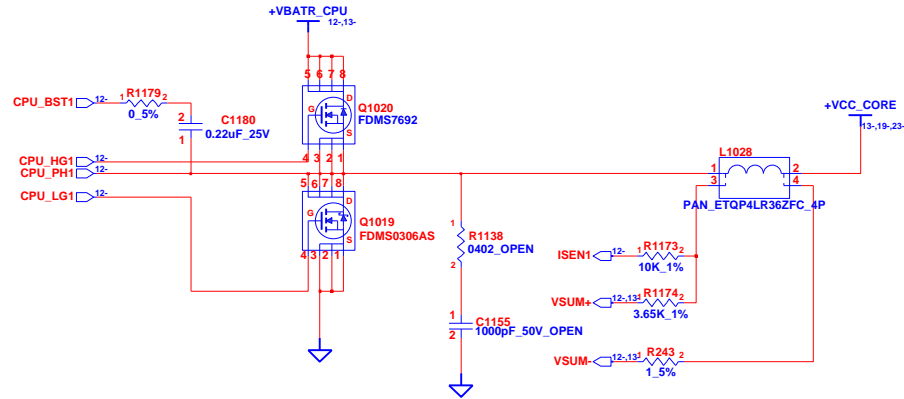 +VBATR_CPU
12-,13-
5 6 7 8
CPU_BST1
12-
1 R1179 2
0_5%
D
G
S
Q1020
FDMS7692
2
C1180
0.22uF_25V
1
+VCC_CORE
13-,19-,23-
CPU_HG1
12-
4 3 2 1
CPU_PH1
12-
L1028
1 2
3 4
PAN_ETQP4LR36ZFC_4P
CPU_LG1
12-
5 6 7 8
D
G
S
Q1019
FDMS0306AS
4 3 2 1
1
R1138
0402_OPEN
2
ISEN1
12-
1 R1173 2
10K_1%
VSUM+
12-,13-
1 R1174 2
3.65K_1%
1
C1155
1000pF_50V_OPEN
2
VSUM-
12-,13-
1 R243 2
1_5%